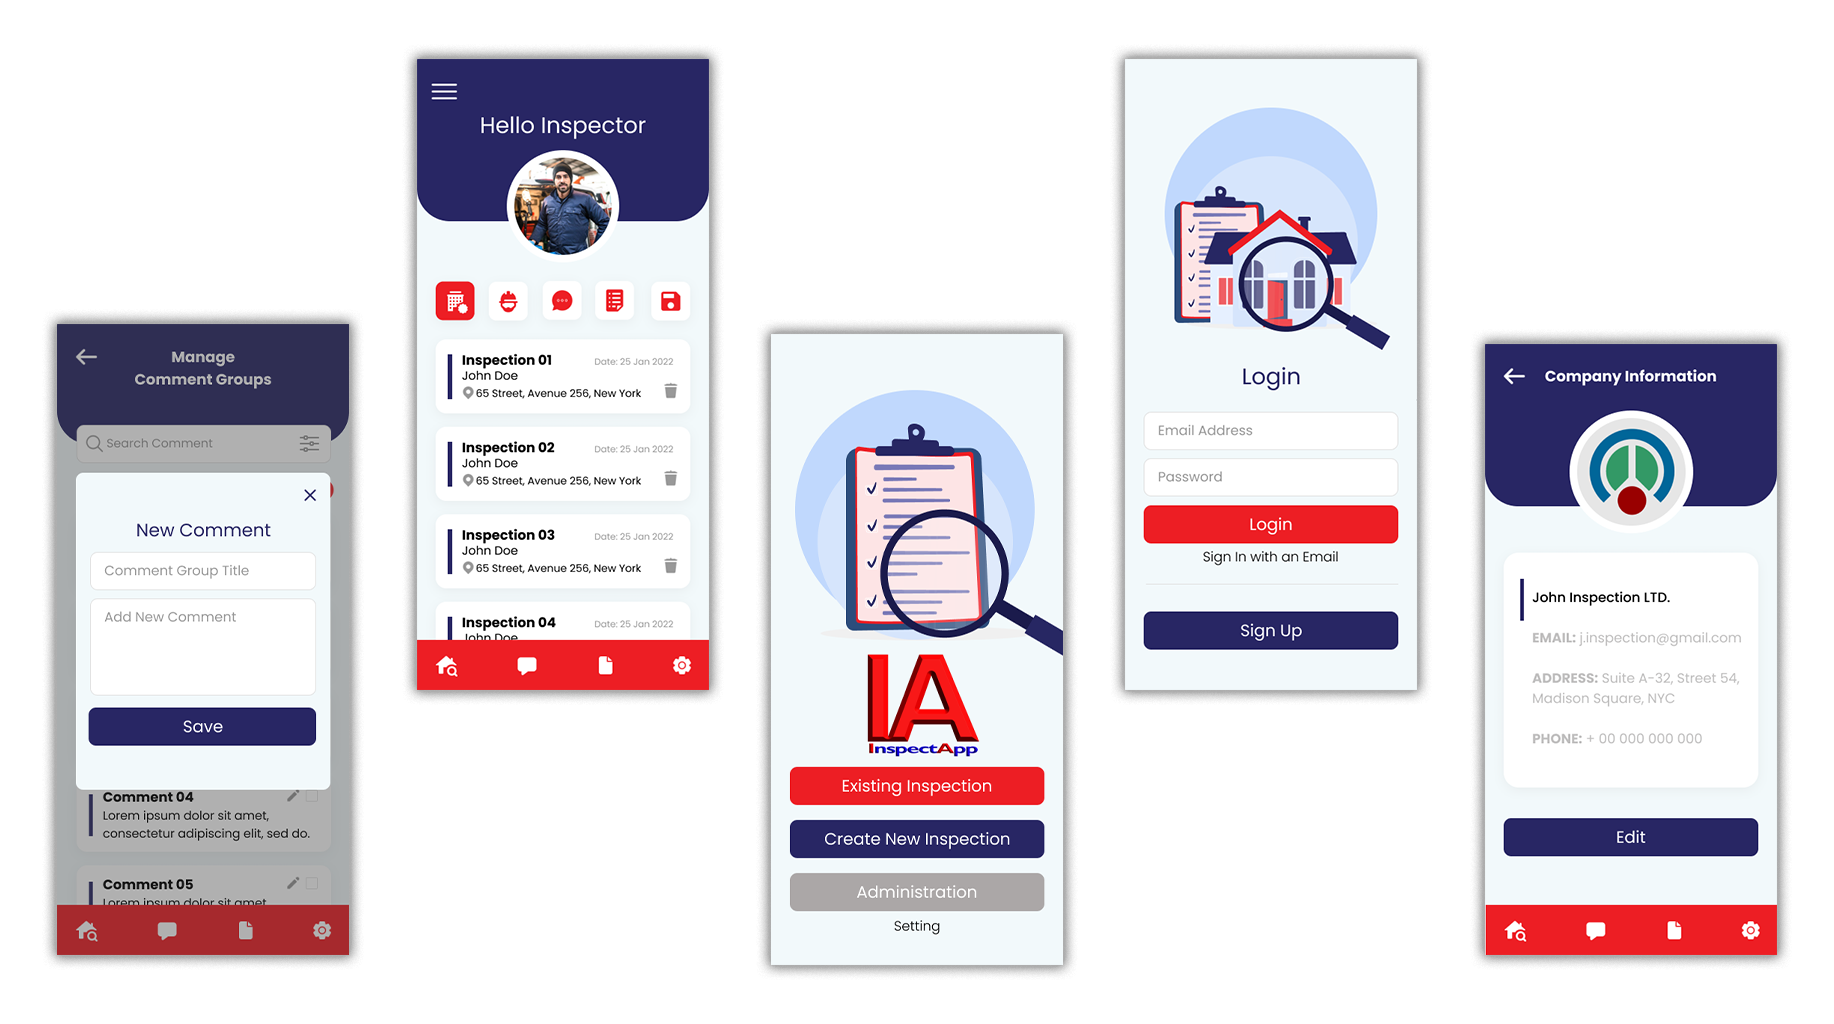 Manage
Comment Groups
Search Comment
New Comment
Comment Group Title
Add New Comment
Save
Comment 04
Lorem ipsum dolor sit amet,
consectetur adipiscing elit, sed do.
Comment 05
Lorem ipsum dolor sit amet
Hello Inspector
Inspection 01
Date: 25 Jan 2022
John Doe
65 Street, Avenue 256, New York
Inspection 02
Date: 25 Jan 2022
John Doe
65 Street, Avenue 256, New York
Inspection 03
Date: 25 Jan 2022
John Doe
65 Street, Avenue 256, New York
Inspection 04
Date: 25 Jan 2022
John Doe
IA
InspectApp
Existing Inspection
Create New Inspection
Administration
Setting
Login
Email Address
Password
Login
Sign In with an Email
Sign Up
Company Information
John Inspection LTD.
EMAIL: j.inspection@gmail.com
ADDRESS: Suite A-32, Street 54,
Madison Square, NYC
PHONE: + 00 000 000 000
Edit